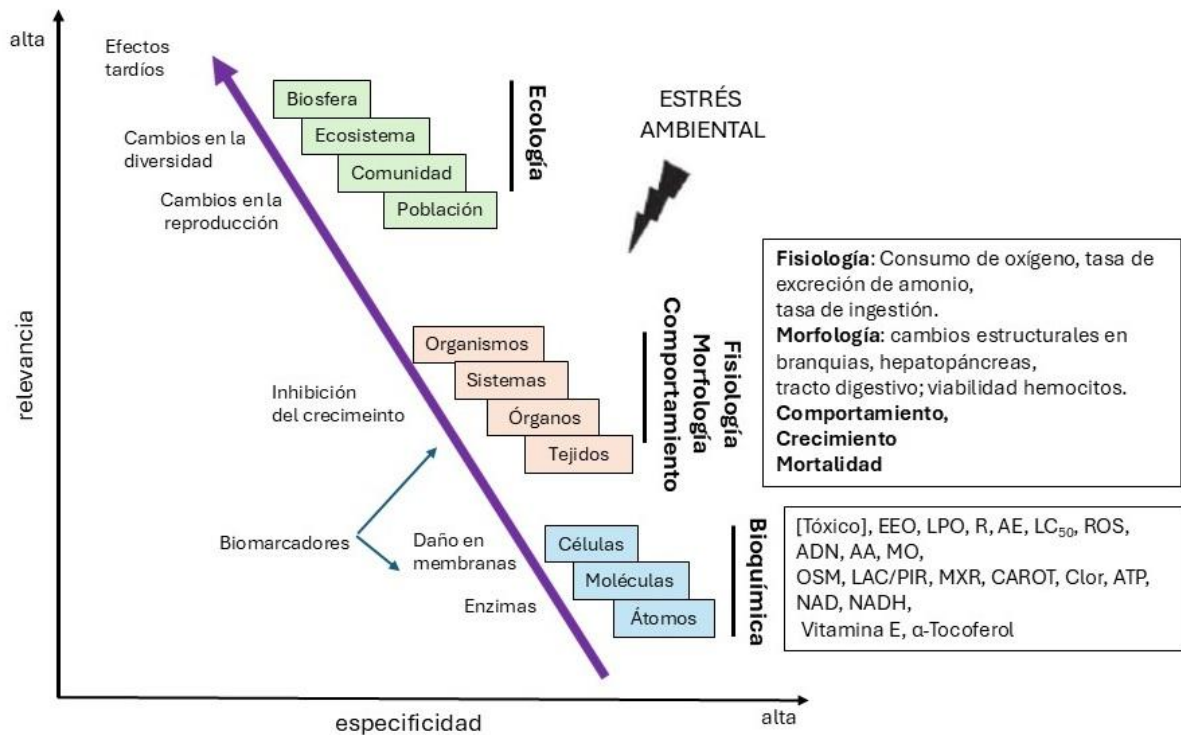 alta
Efectos
tardíos
Biosfera
Ecosistema
Comunidad
Población
Ecología
ESTRÉS
AMBIENTAL
Cambios en la
diversidad
Cambios en la
reproducción
relevancia
Organismos
Sistemas
Órganos
Tejidos
Fisiología
Morfología
Comportamiento
Fisiología: Consumo de oxígeno, tasa de
excreción de amonio,
tasa de ingestión.
Morfología: cambios estructurales en
branquias, hepatopáncreas,
tracto digestivo; viabilidad hemocitos.
Comportamiento,
Crecimiento
Mortalidad
Inhibición
del crecimeinto
Biomarcadores
Daño en
membranas
Enzimas
Células
Moléculas
Átomos
Bioquímica
[Tóxico], EEO, LPO, R, AE, LC₅₀, ROS,
ADN, AA, MO,
OSM, LAC/PIR, MXR, CAROT, Clor, ATP,
NAD, NADH,
Vitamina E, α-Tocoferol
especificidad
alta